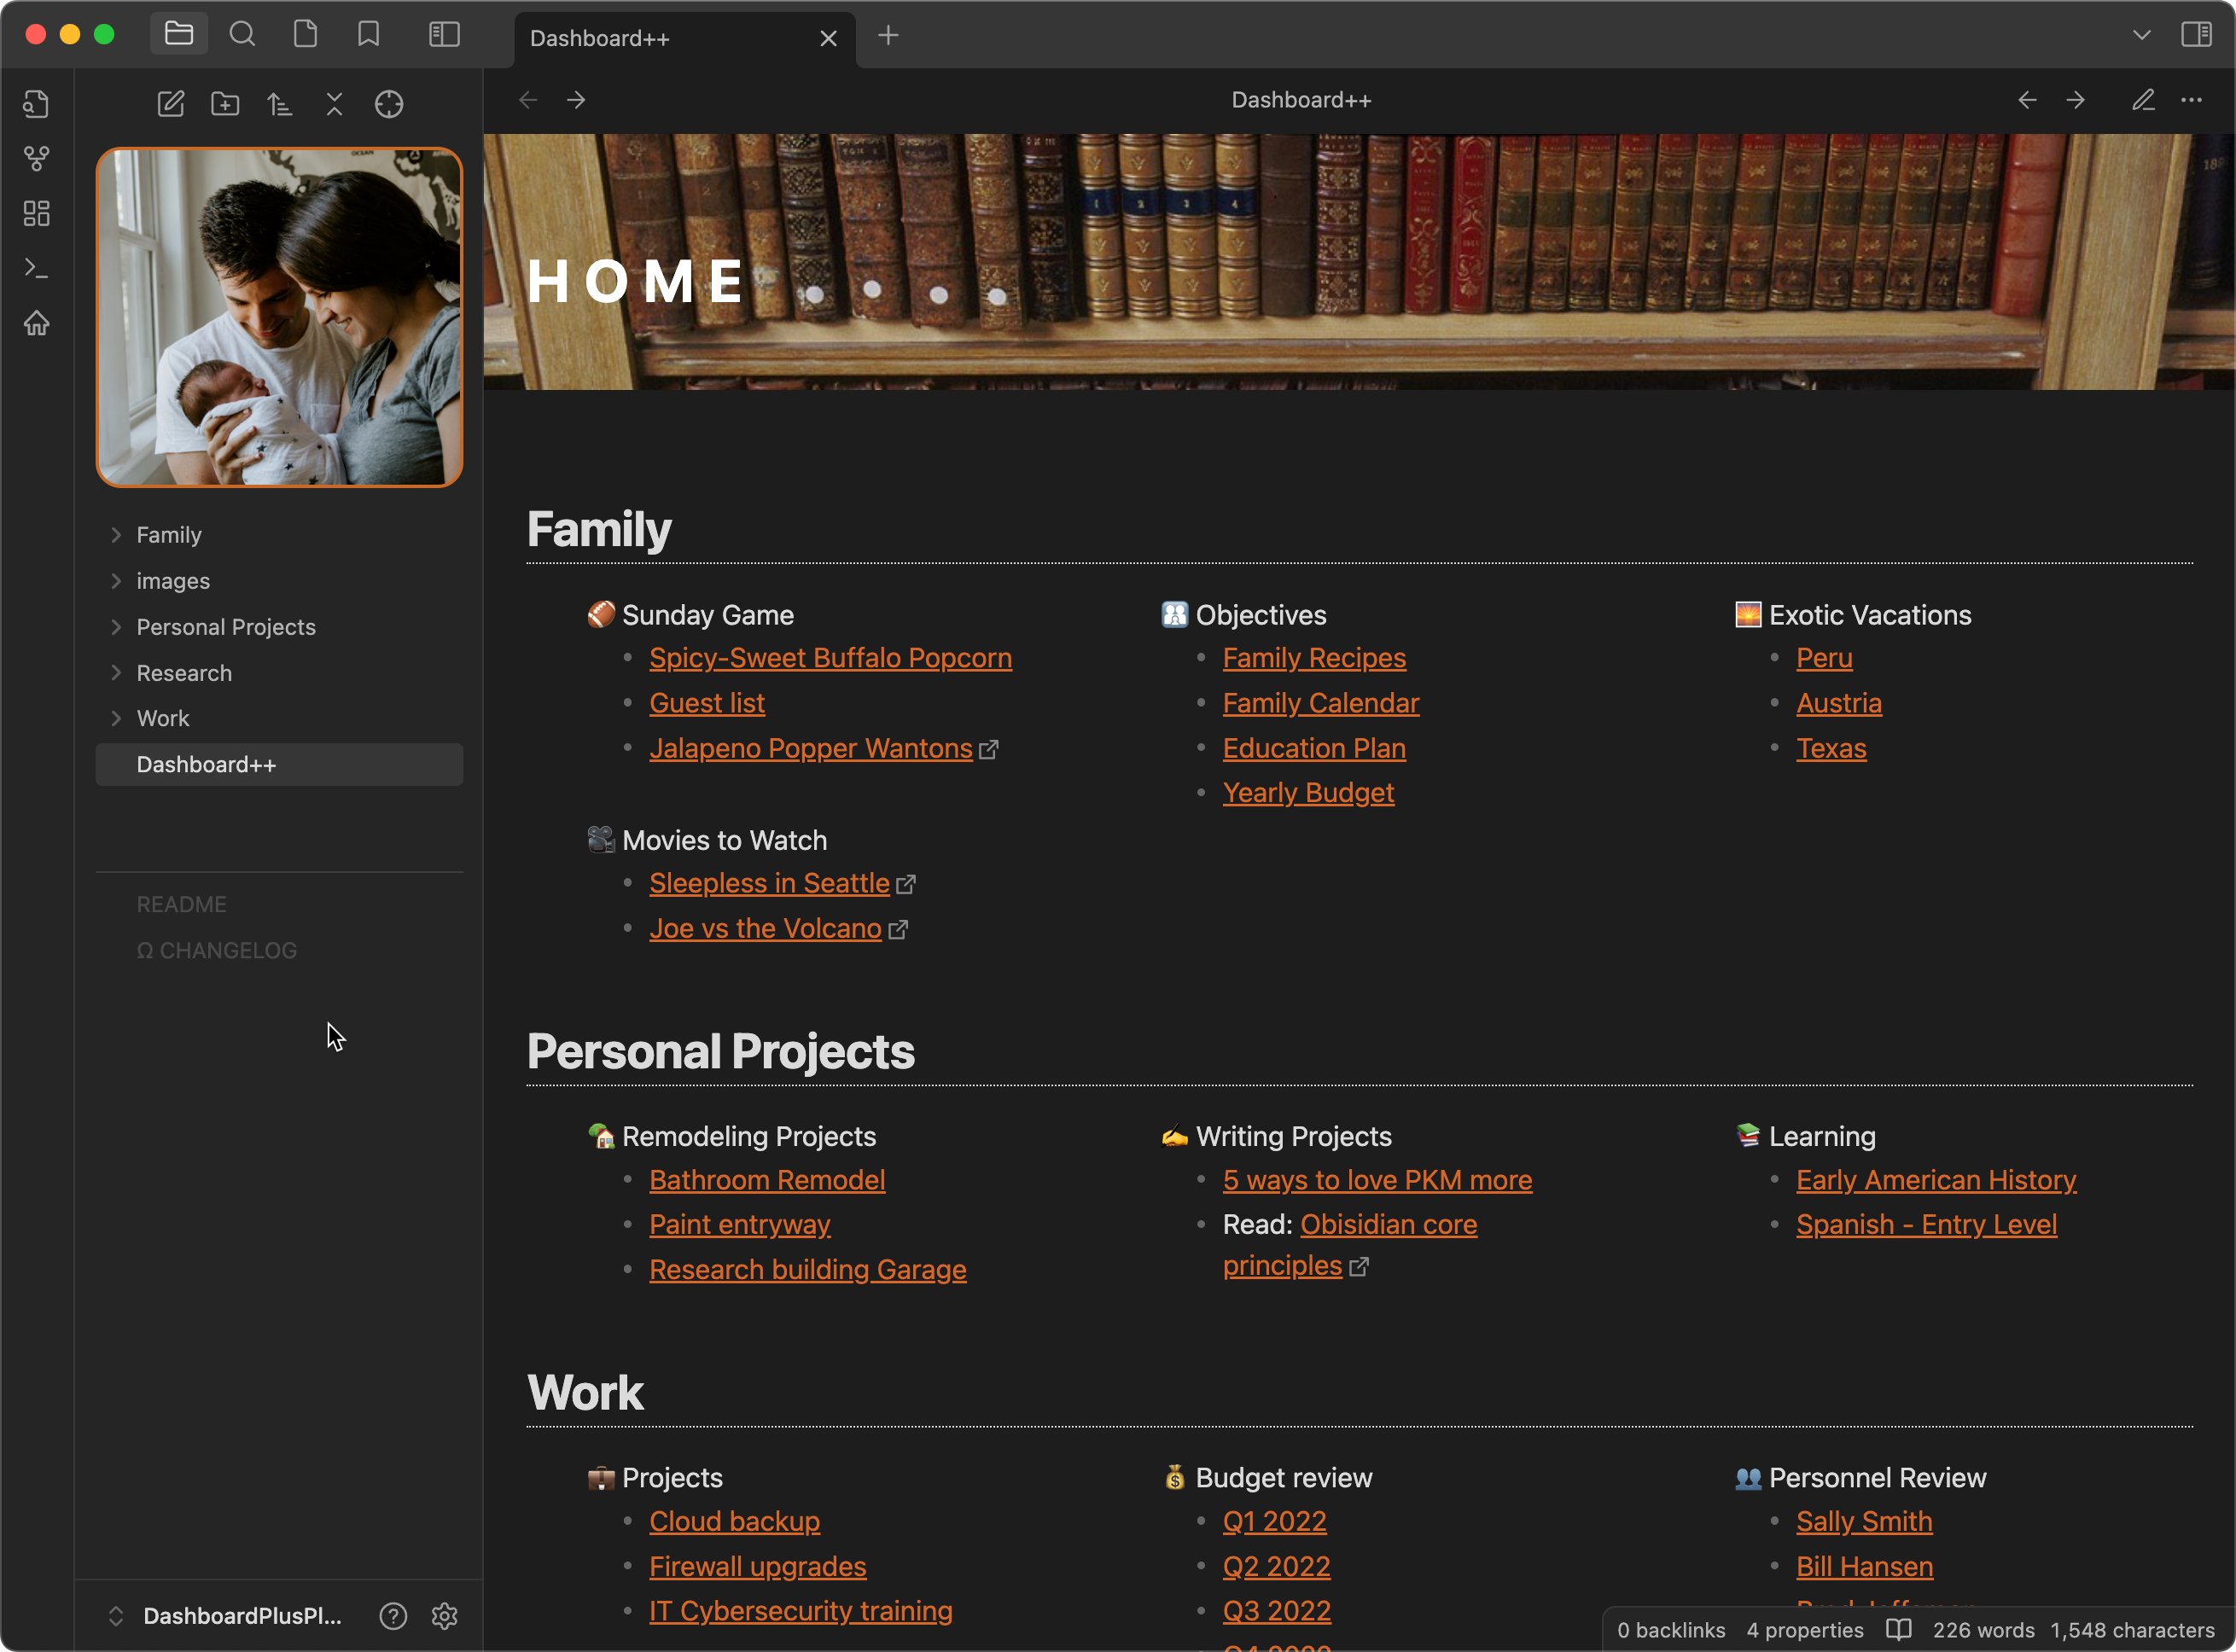 Dashboard++
Dashboard++
HOME
Family
images
Personal Projects
Research
Work
Dashboard++
README
Ω CHANGELOG
DashboardPlusPl...
Family
🏈 Sunday Game
Spicy-Sweet Buffalo Popcorn
Guest list
Jalapeno Popper Wantons
🎥 Movies to Watch
Sleepless in Seattle
Joe vs the Volcano
Objectives
Family Recipes
Family Calendar
Education Plan
Yearly Budget
🌅 Exotic Vacations
Peru
Austria
Texas
Personal Projects
🏡 Remodeling Projects
Bathroom Remodel
Paint entryway
Research building Garage
✍️ Writing Projects
5 ways to love PKM more
Read: Obisidian core
principles
📚 Learning
Early American History
Spanish - Entry Level
Work
💼 Projects
Cloud backup
Firewall upgrades
IT Cybersecurity training
💰 Budget review
Q1 2022
Q2 2022
Q3 2022
👥 Personnel Review
Sally Smith
Bill Hansen
0 backlinks 4 properties 226 words 1,548 characters